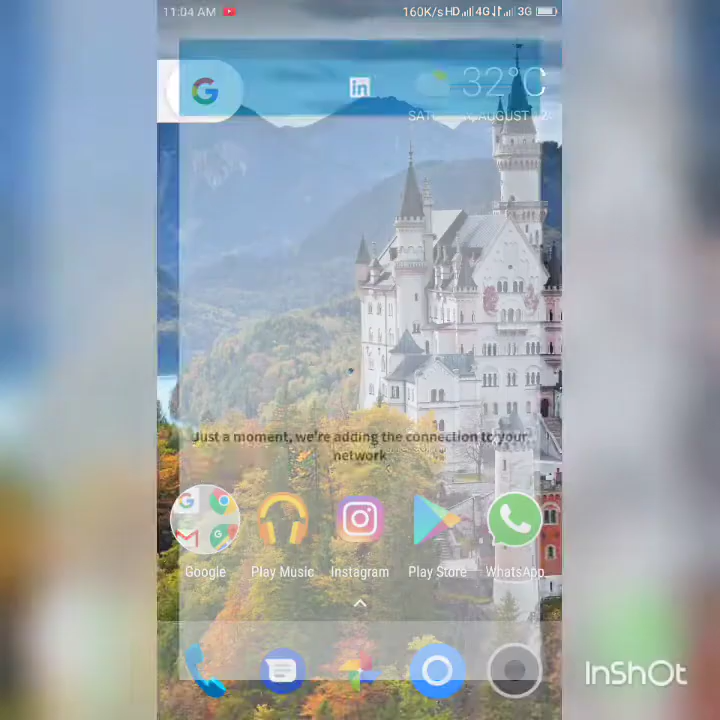 11:04 AM
160K/s HD 4G 3G
G
in
32°C
AUGUST
Just a moment, we're adding the connection to your
network
Google Play Music Instagram Play Store WhatsApp
InShOt